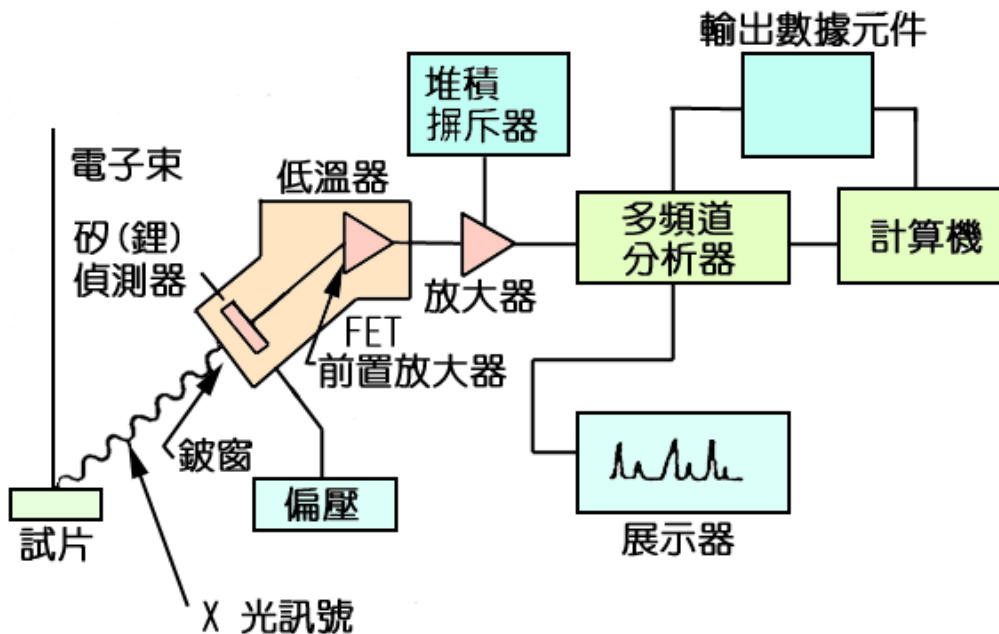 輸出數據元件
堆積
摒斥器
電子束
低溫器
矽(鋰)
偵測器
多頻道
分析器
計算機
放大器
FET
前置放大器
鈹窗
偏壓
試片
展示器
X 光訊號